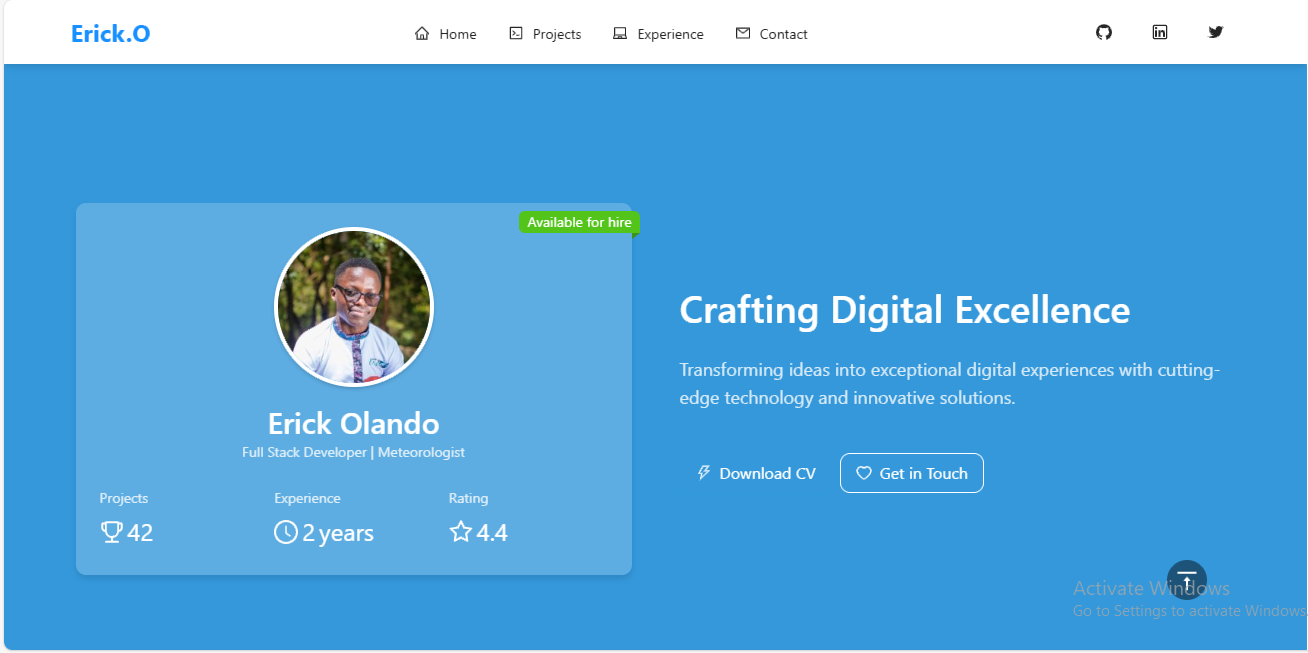 Erick.O
Home Projects Experience Contact
Available for hire
Erick Olando
Full Stack Developer | Meteorologist
Projects Experience Rating
42 2 years 4.4
Crafting Digital Excellence
Transforming ideas into exceptional digital experiences with cutting-
edge technology and innovative solutions.
Download CV Get in Touch
Activate Windows
Go to Settings to activate Windows